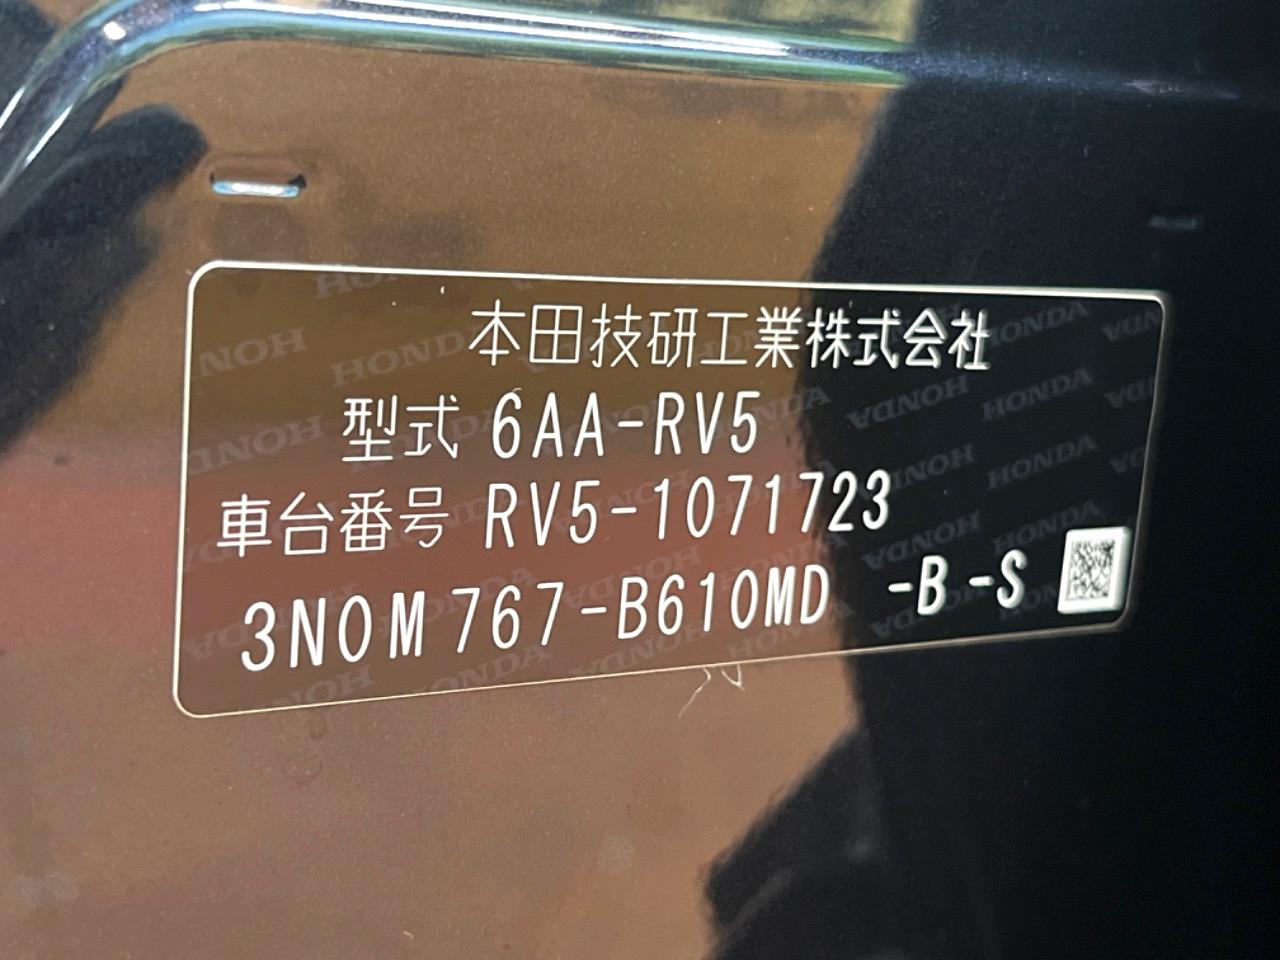 本田技研工業株式会社
型式 6AA-RV5
車台番号 RV5-1071723
3N0M767-B610MD -B -S